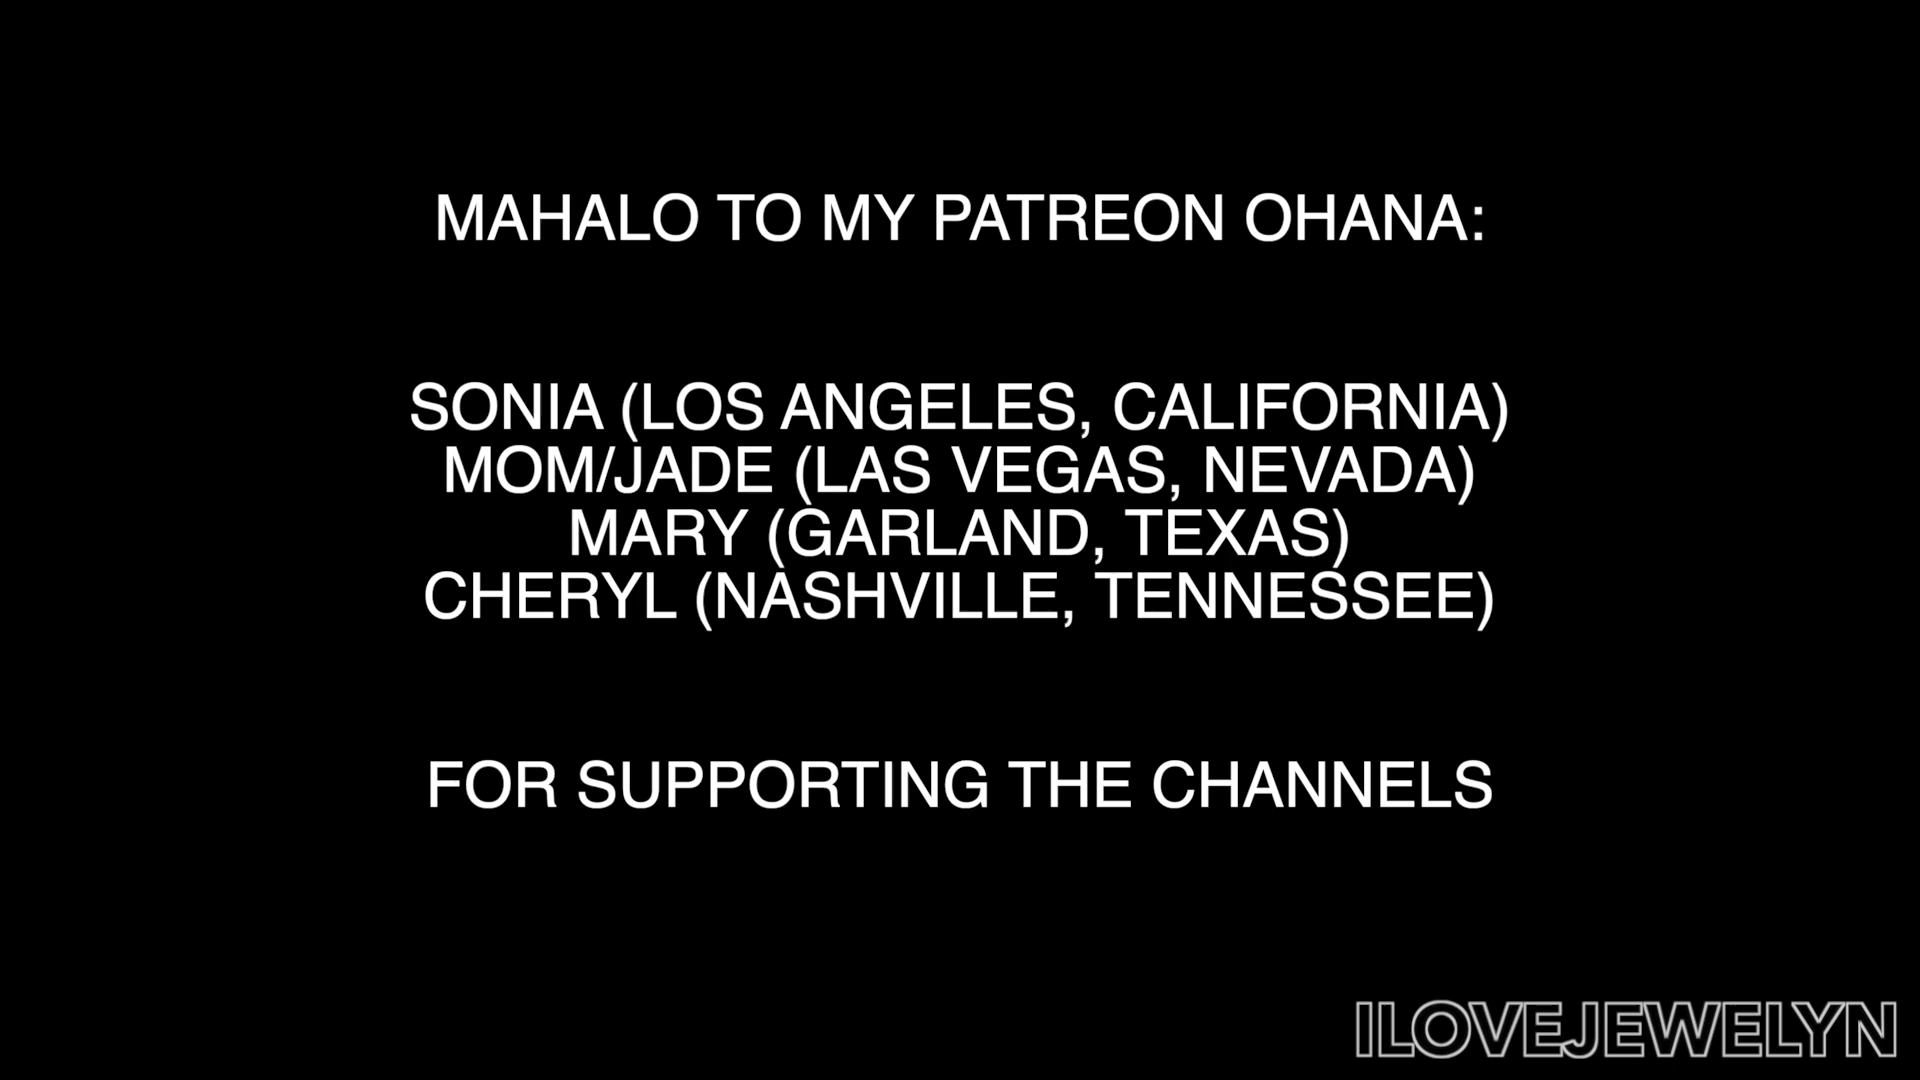 MAHALO TO MY PATREON OHANA:
SONIA (LOS ANGELES, CALIFORNIA)
MOM/JADE (LAS VEGAS, NEVADA)
MARY (GARLAND, TEXAS)
CHERYL (NASHVILLE, TENNESSEE)
FOR SUPPORTING THE CHANNELS
ILOVEJEWELYN